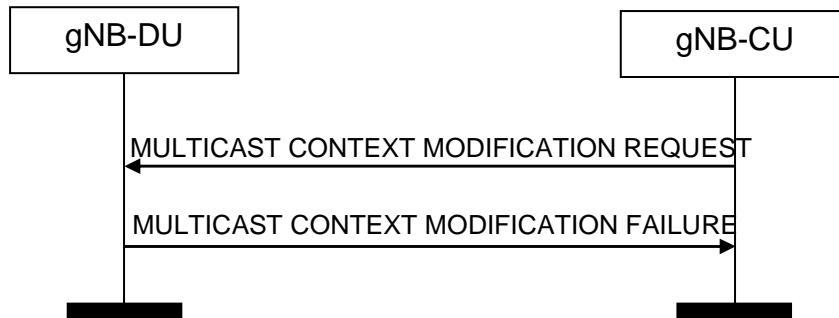 gNB-DU
gNB-CU
MULTICAST CONTEXT MODIFICATION REQUEST
MULTICAST CONTEXT MODIFICATION FAILURE